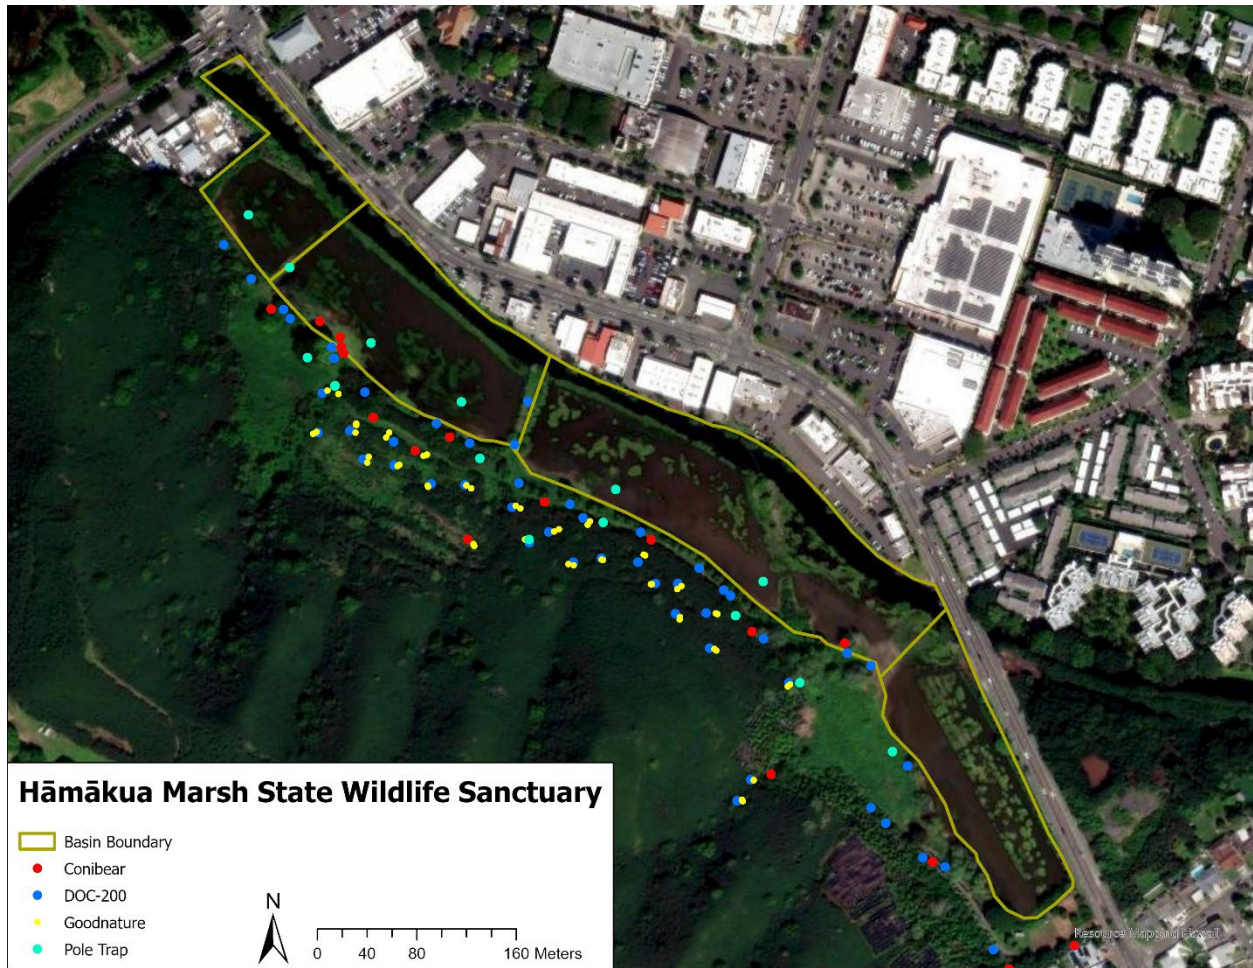 Hāmākua Marsh State Wildlife Sanctuary
Basin Boundary
Conibear
DOC-200
Goodnature
Pole Trap
N
0 40 80 160 Meters
Resource Mapping Hawaii